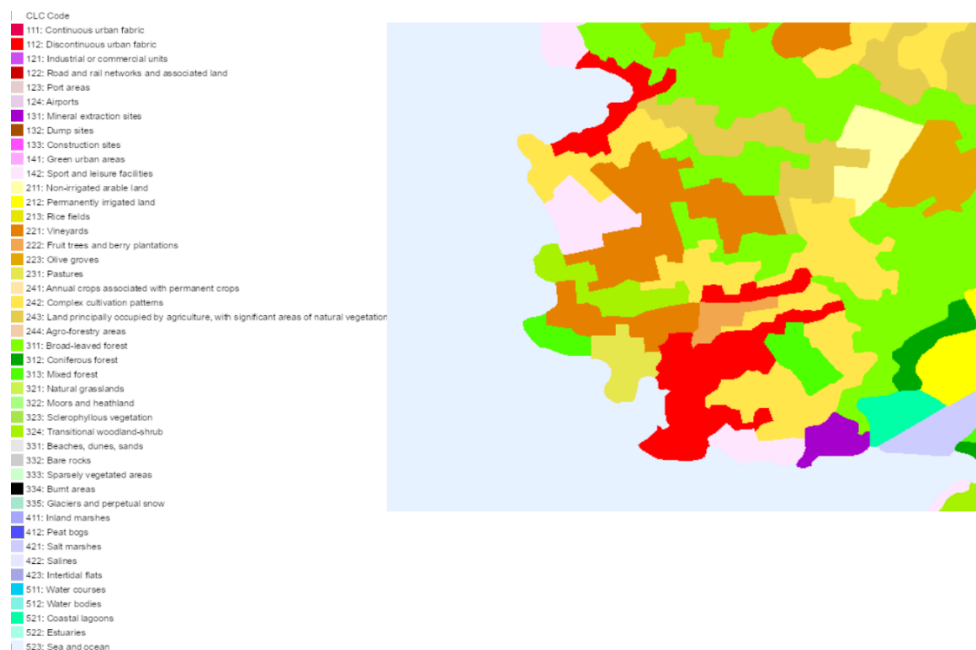 CLC Code
111: Continuous urban fabric
112: Discontinuous urban fabric
121: Industrial or commercial units
122: Road and rail networks and associated land
123: Port areas
124: Airports
131: Mineral extraction sites
132: Dump sites
133: Construction sites
141: Green urban areas
142: Sport and leisure facilities
211: Non-irrigated arable land
212: Permanently irrigated land
213: Rice fields
221: Vineyards
222: Fruit trees and berry plantations
223: Olive groves
231: Pastures
241: Annual crops associated with permanent crops
242: Complex cultivation patterns
243: Land principally occupied by agriculture, with significant areas of natural vegetation
244: Agro-forestry areas
311: Broad-leaved forest
312: Coniferous forest
313: Mixed forest
321: Natural grasslands
322: Moors and heathland
323: Sclerophyllous vegetation
324: Transitional woodland-shrub
331: Beaches, dunes, sands
332: Bare rocks
333: Sparsely vegetated areas
334: Burnt areas
335: Glaciers and perpetual snow
411: Inland marshes
412: Peat bogs
421: Salt marshes
422: Salines
423: Intertidal flats
511: Water courses
512: Water bodies
521: Coastal lagoons
522: Estuaries
523: Sea and ocean